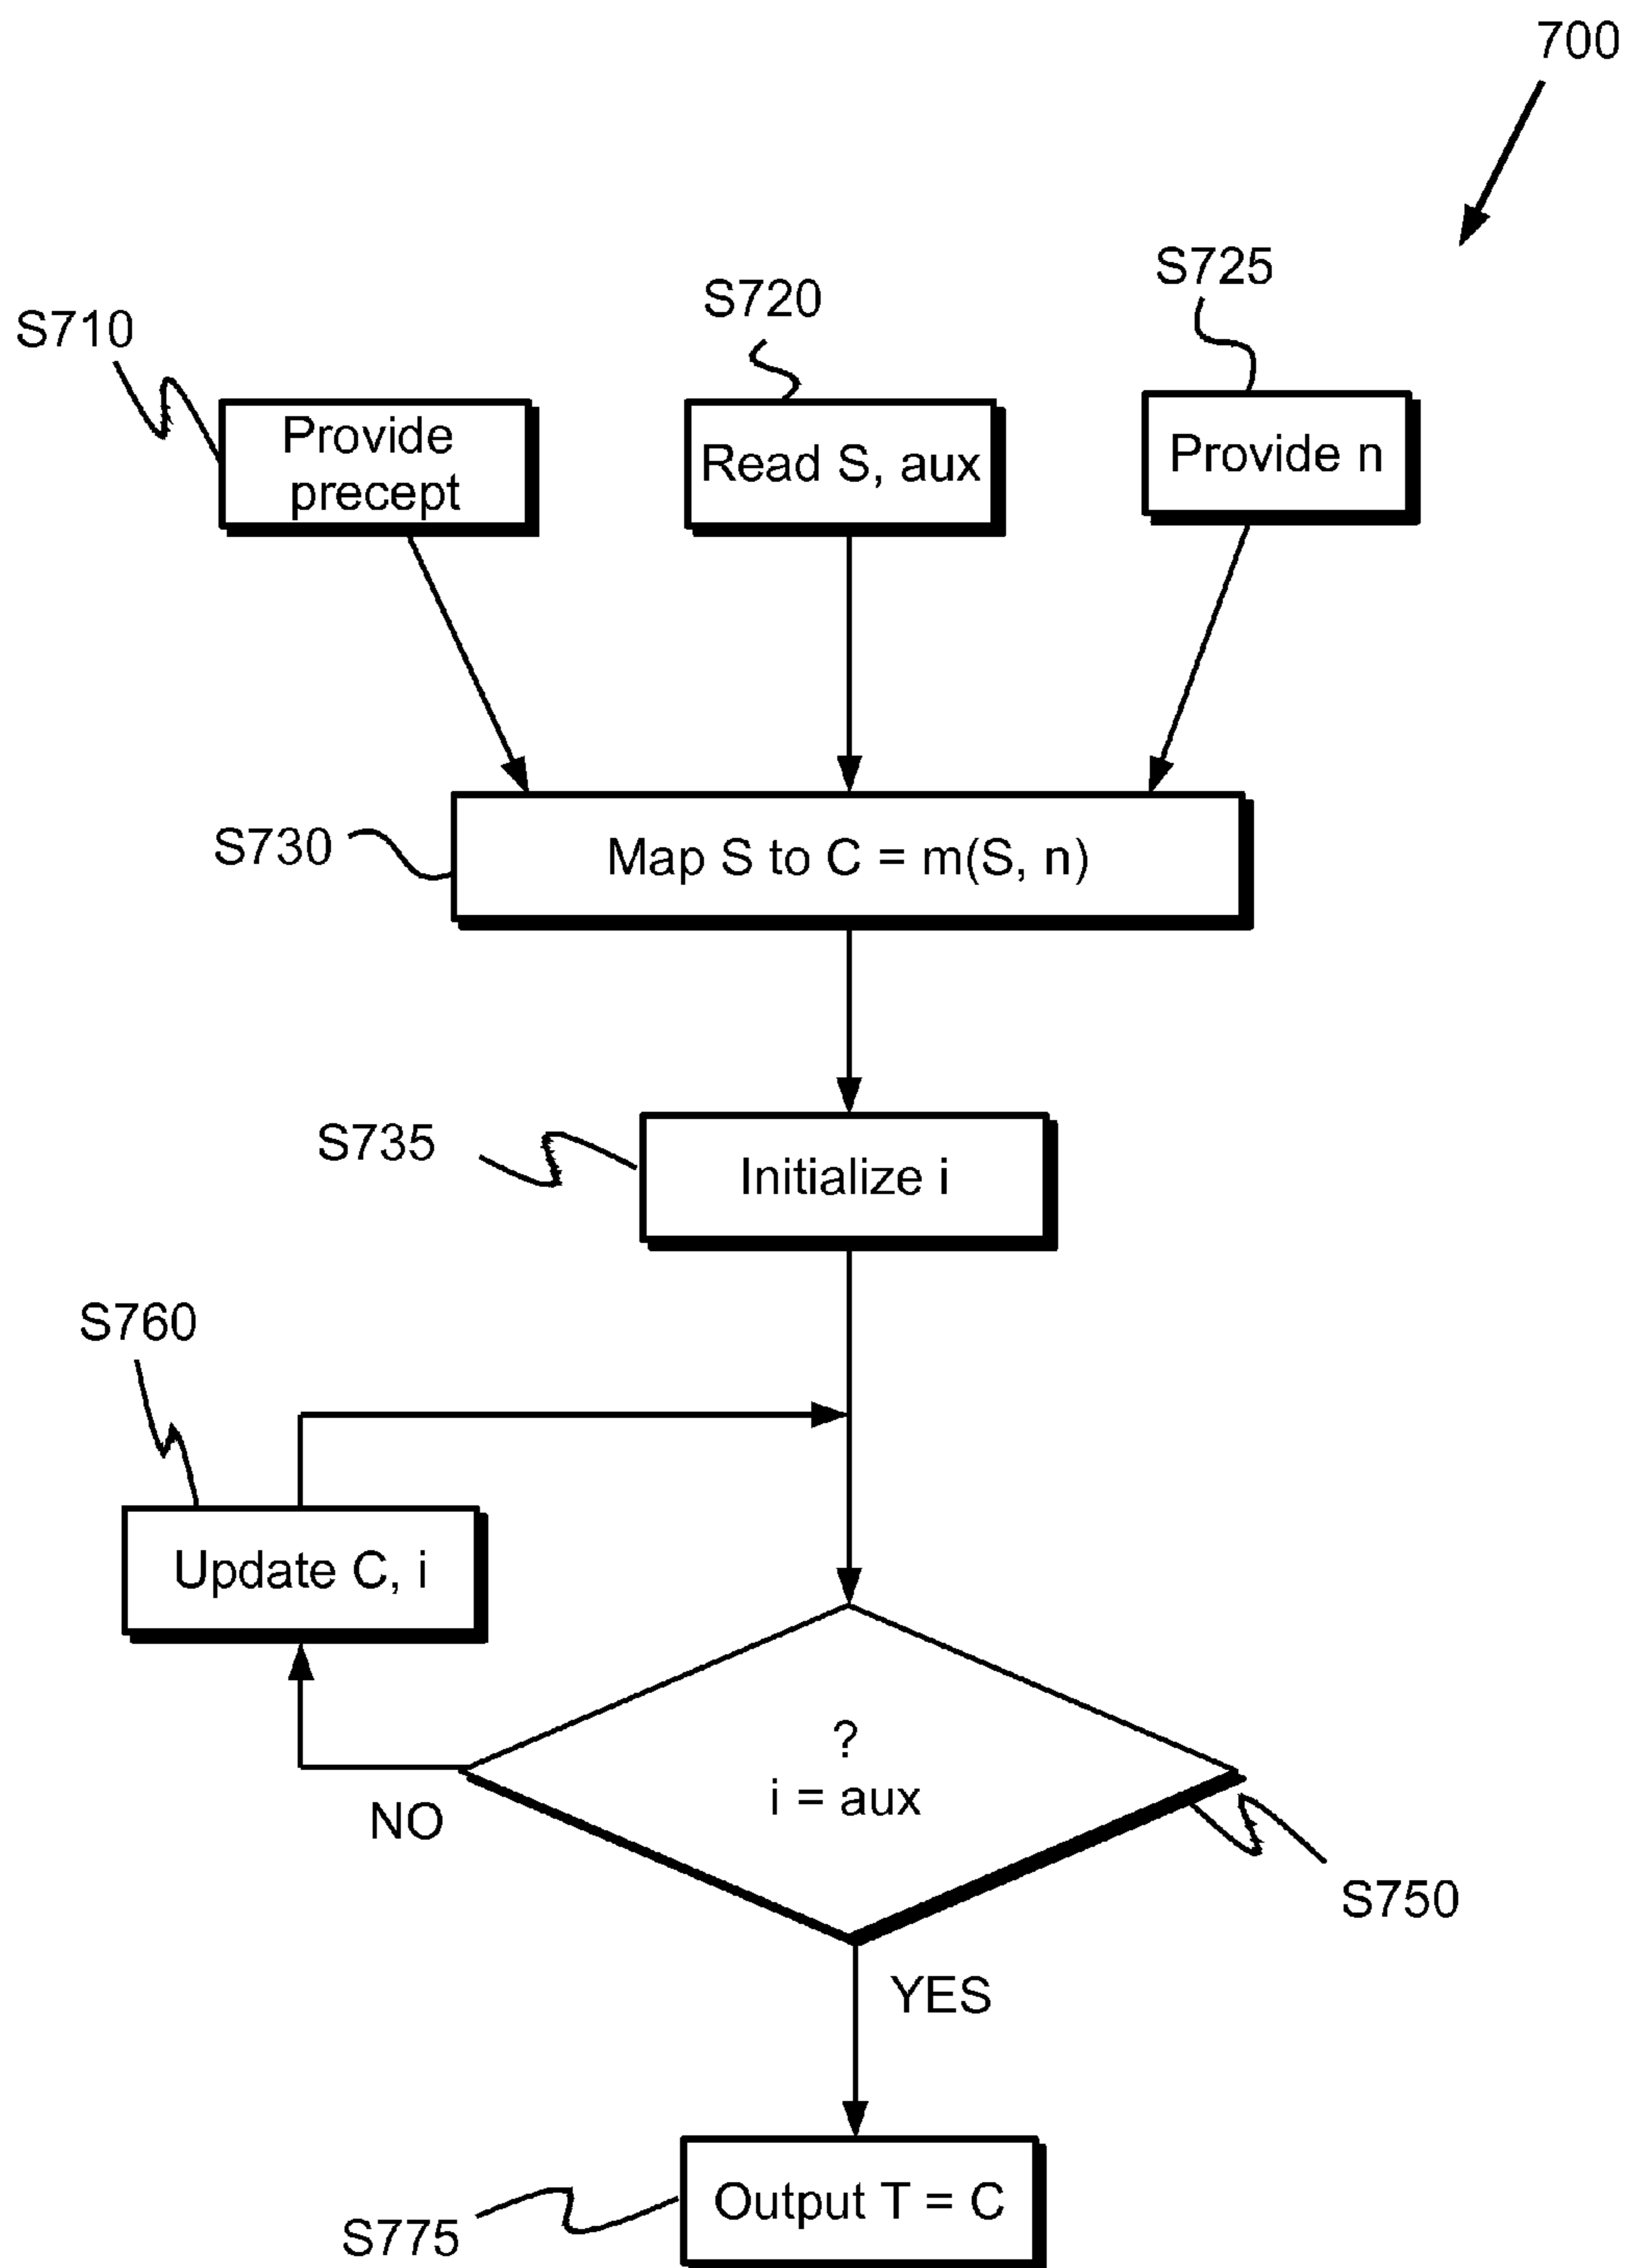 700
S725
S720
S710
Provide
precept
Read S, aux
Provide n
S730
Map S to C = m(S, n)
S735
Initialize i
S760
Update C, i
?
i = aux
NO
S750
YES
Output T = C
S775